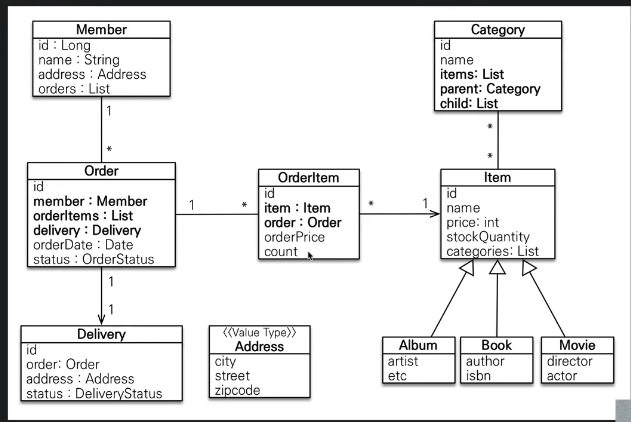 Member
id : Long
name : String
address : Address
orders : List
Category
id
name
items: List
parent: Category
child: List
1
*
*
*
Order
id
member : Member
orderItems : List
delivery : Delivery
orderDate : Date
status : OrderStatus
1
*
OrderItem
id
item : Item
order : Order
orderPrice
count
*
1
Item
id
name
price: int
stockQuantity
categories: List
1
1
Delivery
id
order: Order
address : Address
status : DeliveryStatus
<<Value Type>>
Address
city
street
zipcode
Album
artist
etc
Book
author
isbn
Movie
director
actor